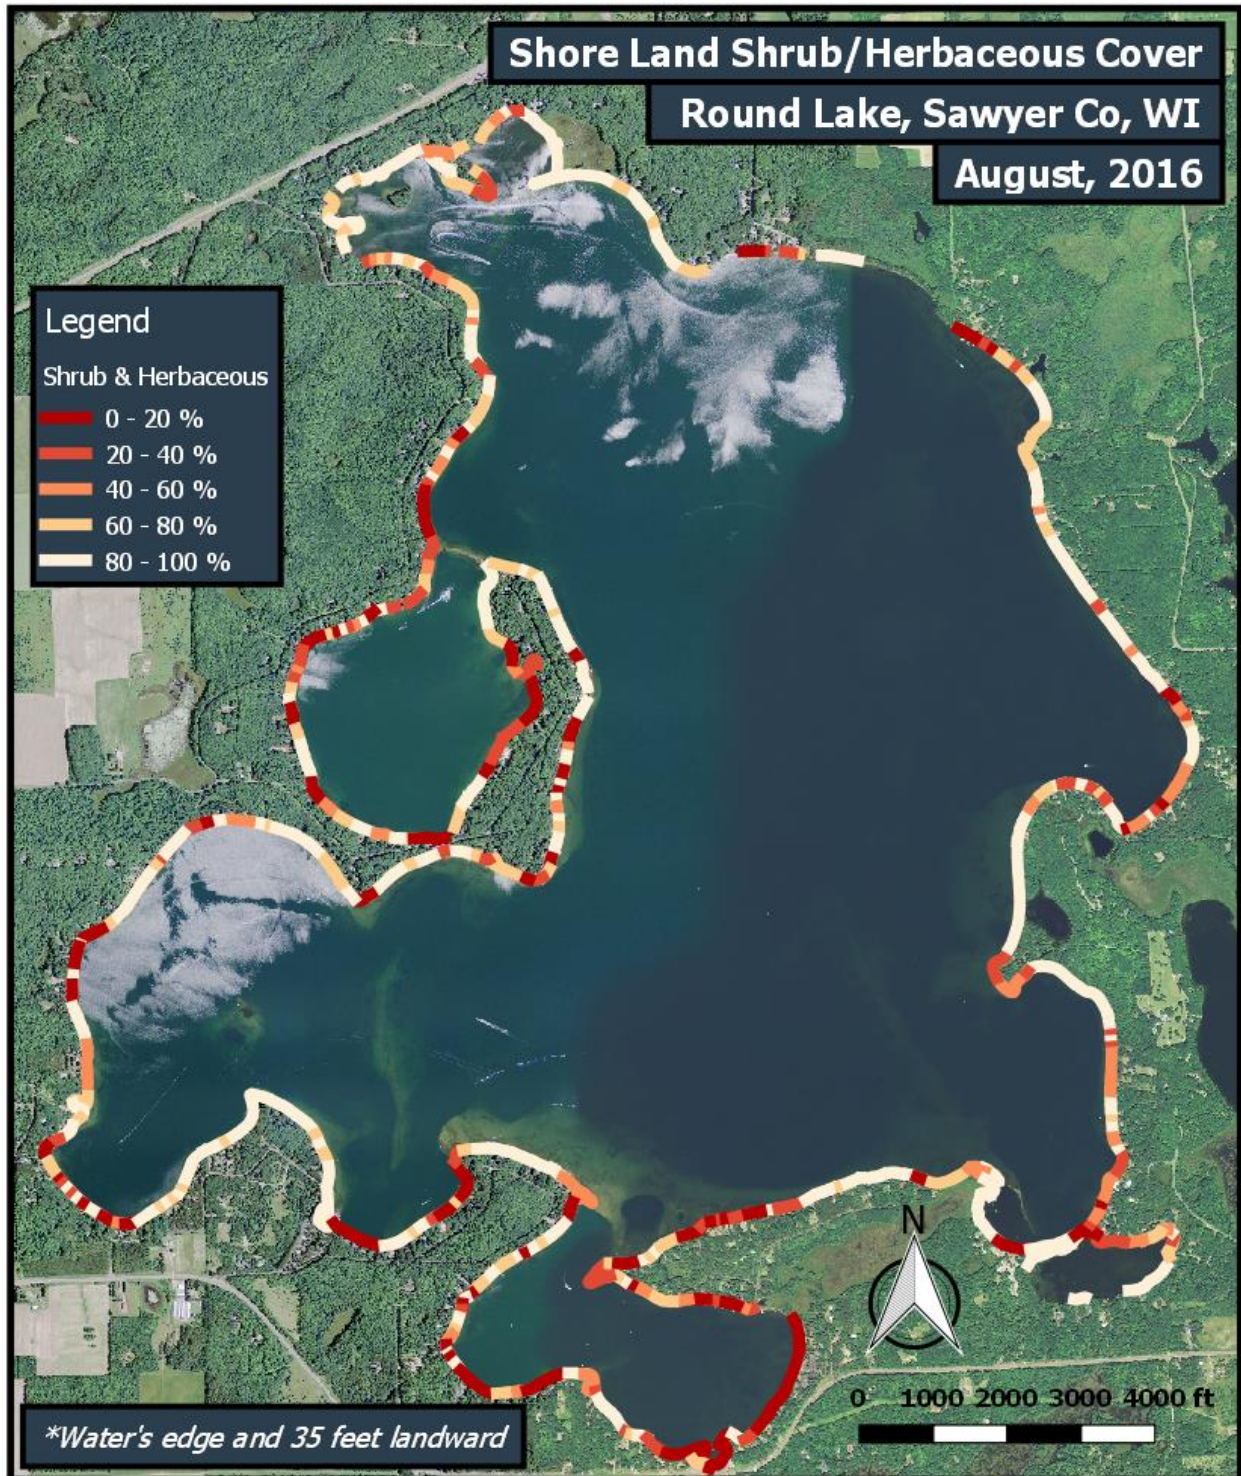 Shore Land Shrub/Herbaceous Cover
Round Lake, Sawyer Co, WI
August, 2016
Legend
Shrub & Herbaceous
0 - 20 %
20 - 40 %
40 - 60 %
60 - 80 %
80 - 100 %
N
0 1000 2000 3000 4000 ft
*Water's edge and 35 feet landward